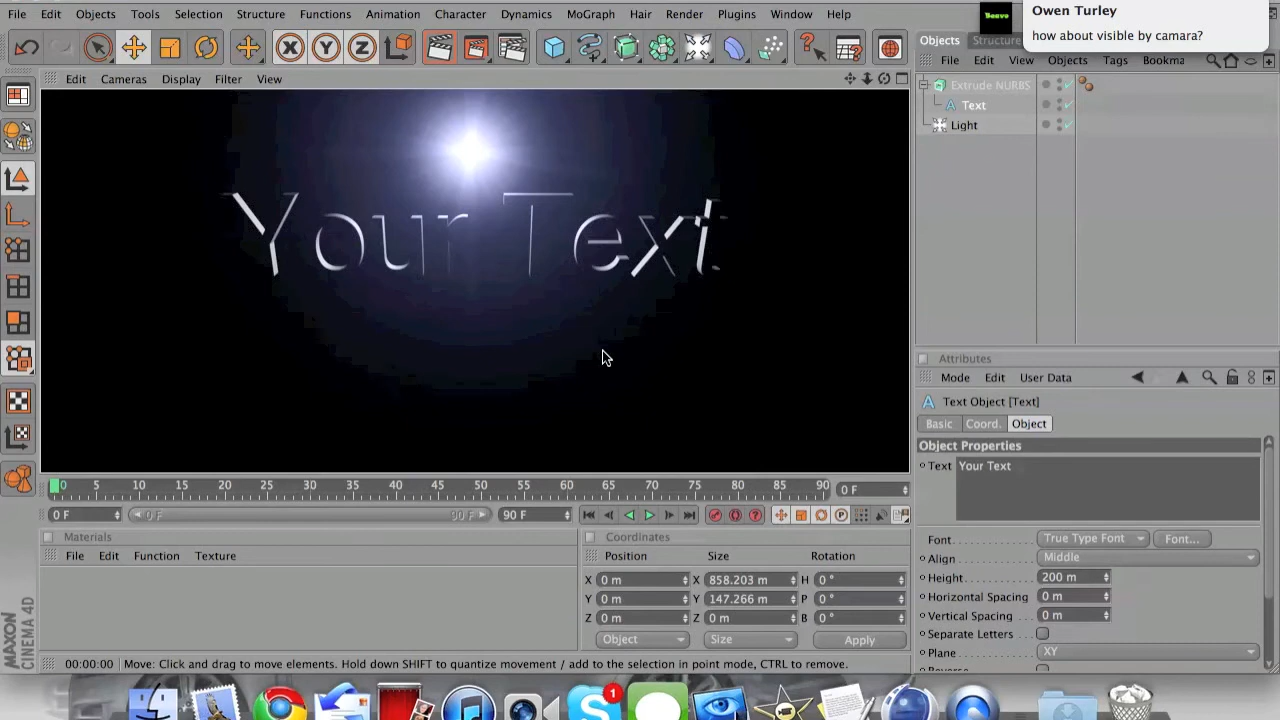 File Edit Objects Tools Selection Structure Functions Animation Character Dynamics MoGraph Hair Render Plugins Window Help
Owen Turley
how about visible by camara?
X Y Z
Objects Structure
File Edit View Objects Tags Bookma
Edit Cameras Display Filter View
Extrude NURBS
Text
Light
Your Text
Attributes
Mode Edit User Data
Text Object [Text]
Basic Coord. Object
Object Properties
Text Your Text
0 5 10 15 20 25 30 35 40 45 50 55 60 65 70 75 80 85 90 0 F
0 F 0 F 90 F 90 F
Materials
File Edit Function Texture
Coordinates
Position Size Rotation
X 0 m X 858.203 m H 0 °
Y 0 m Y 147.266 m P 0 °
Z 0 m Z 0 m B 0 °
Object Size Apply
Font True Type Font Font...
Align Middle
Height 200 m
Horizontal Spacing 0 m
Vertical Spacing 0 m
Separate Letters
Plane XY
Reverse
MAXON
CINEMA 4D
00:00:00 Move: Click and drag to move elements. Hold down SHIFT to quantize movement / add to the selection in point mode, CTRL to remove.
1